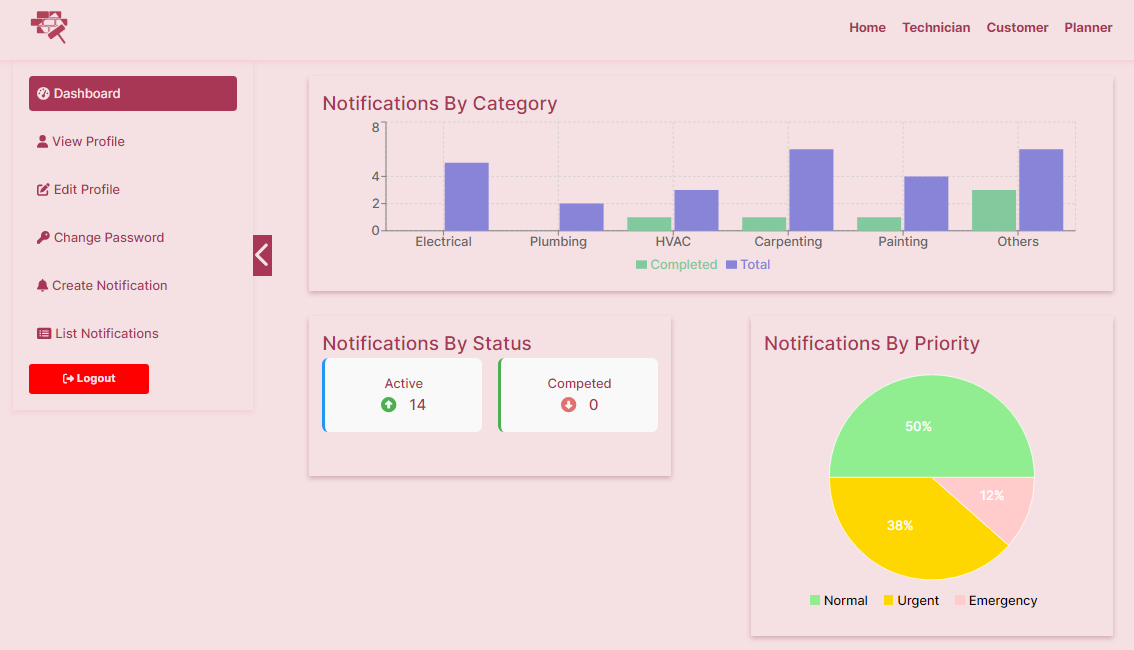 Home Technician Customer Planner
Dashboard
View Profile
Edit Profile
Change Password
Create Notification
List Notifications
Logout
Notifications By Category
8
4
2
0
Electrical Plumbing HVAC Carpenting Painting Others
Completed Total
Notifications By Status
Active
14
Competed
0
Notifications By Priority
50%
12%
38%
Normal Urgent Emergency